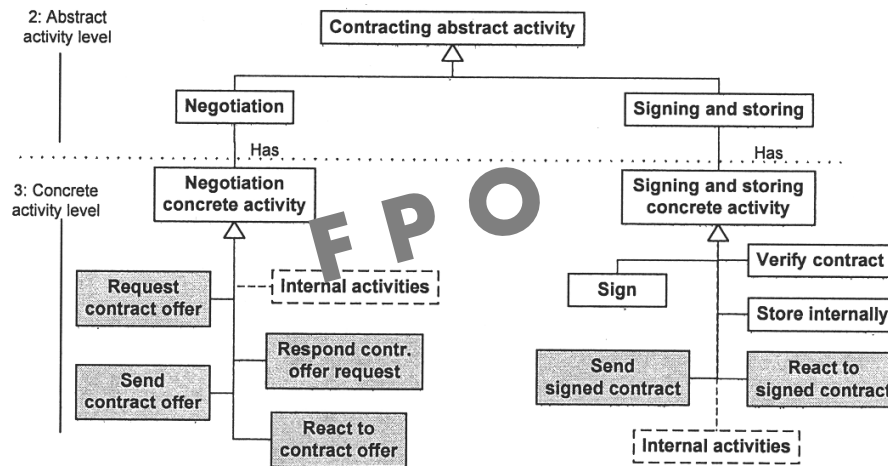 2: Abstract
activity level
Contracting abstract activity
Negotiation
Signing and storing
Has
Has
3: Concrete
activity level
Negotiation
concrete activity
Signing and storing
concrete activity
FPO
Request
contract offer
Internal activities
Sign
Verify contract
Store internally
Respond contr.
offer request
Send
contract offer
React to
contract offer
Send
signed contract
React to
signed contract
Internal activities